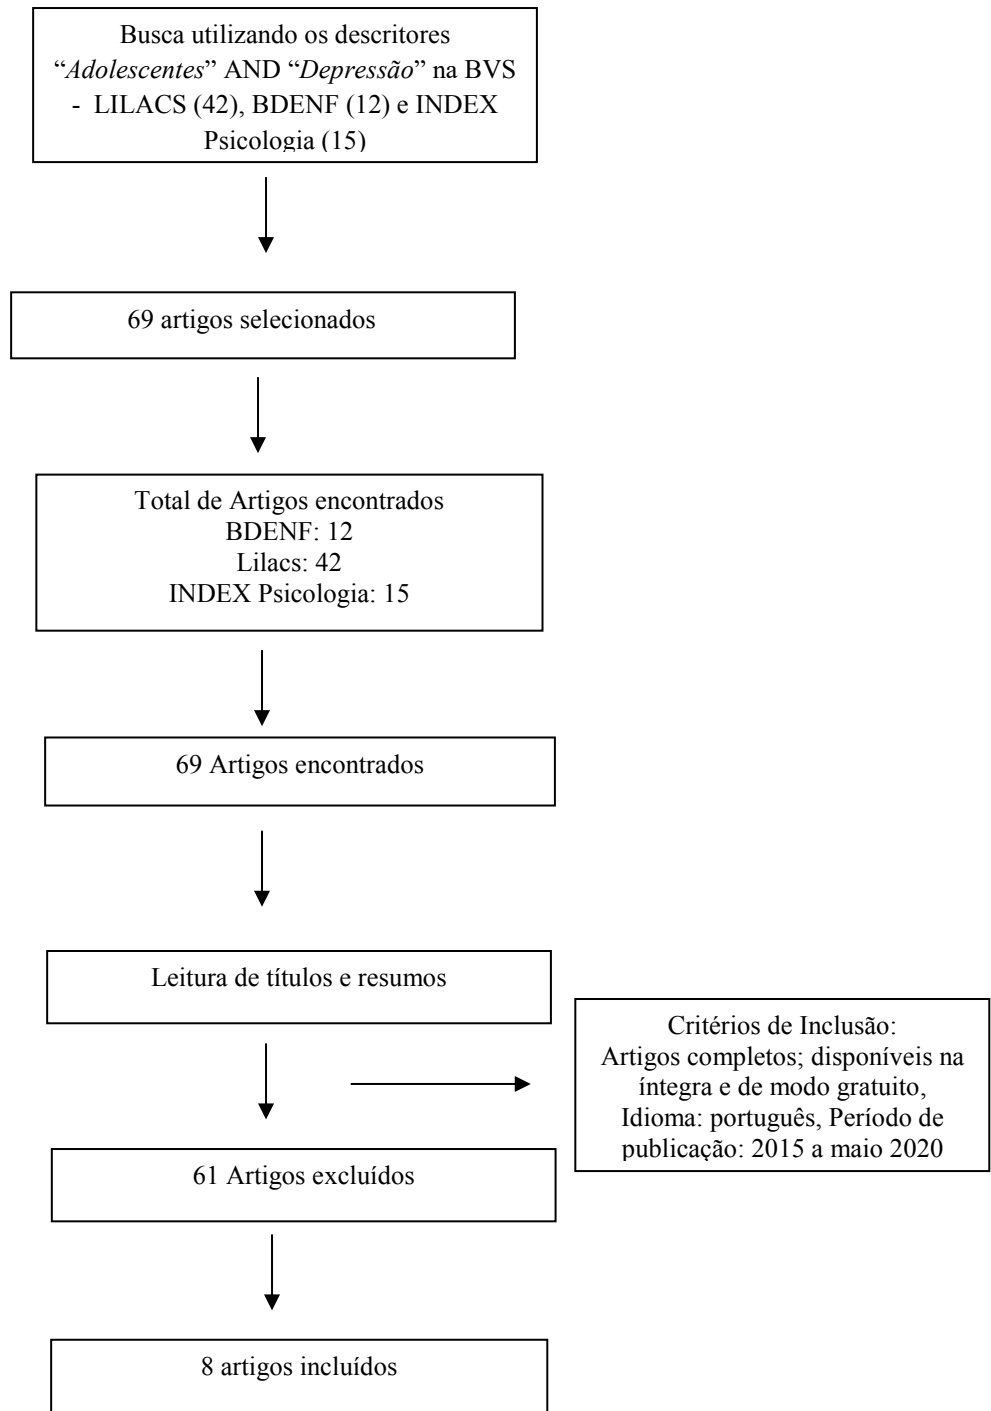 Busca utilizando os descritores
“Adolescentes” AND “Depressão” na BVS
- LILACS (42), BDENF (12) e INDEX
Psicologia (15)
69 artigos selecionados
Total de Artigos encontrados
BDENF: 12
Lilacs: 42
INDEX Psicologia: 15
69 Artigos encontrados
Leitura de títulos e resumos
Critérios de Inclusão:
Artigos completos; disponíveis na
íntegra e de modo gratuito,
Idioma: português, Período de
publicação: 2015 a maio 2020
61 Artigos excluídos
8 artigos incluídos